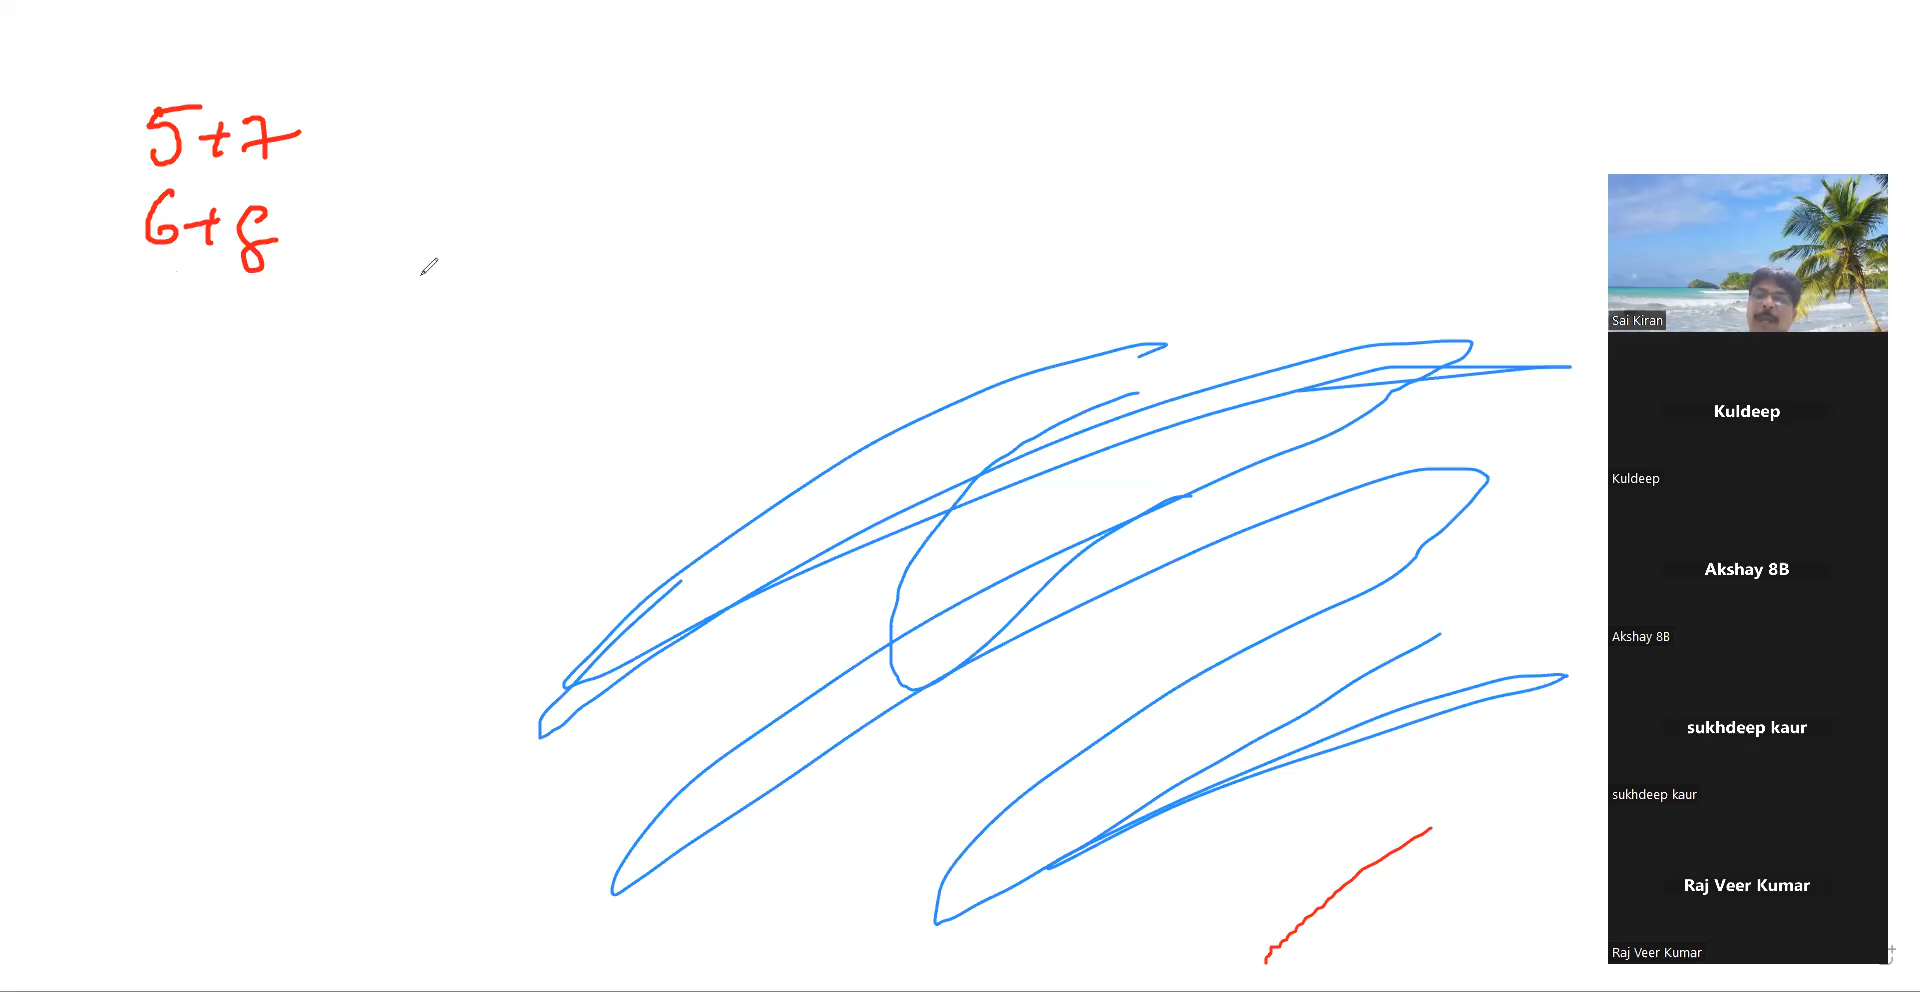 5+7
6+8
Sai Kiran
Kuldeep
Kuldeep
Akshay 8B
Akshay 8B
sukhdeep kaur
sukhdeep kaur
Raj Veer Kumar
Raj Veer Kumar